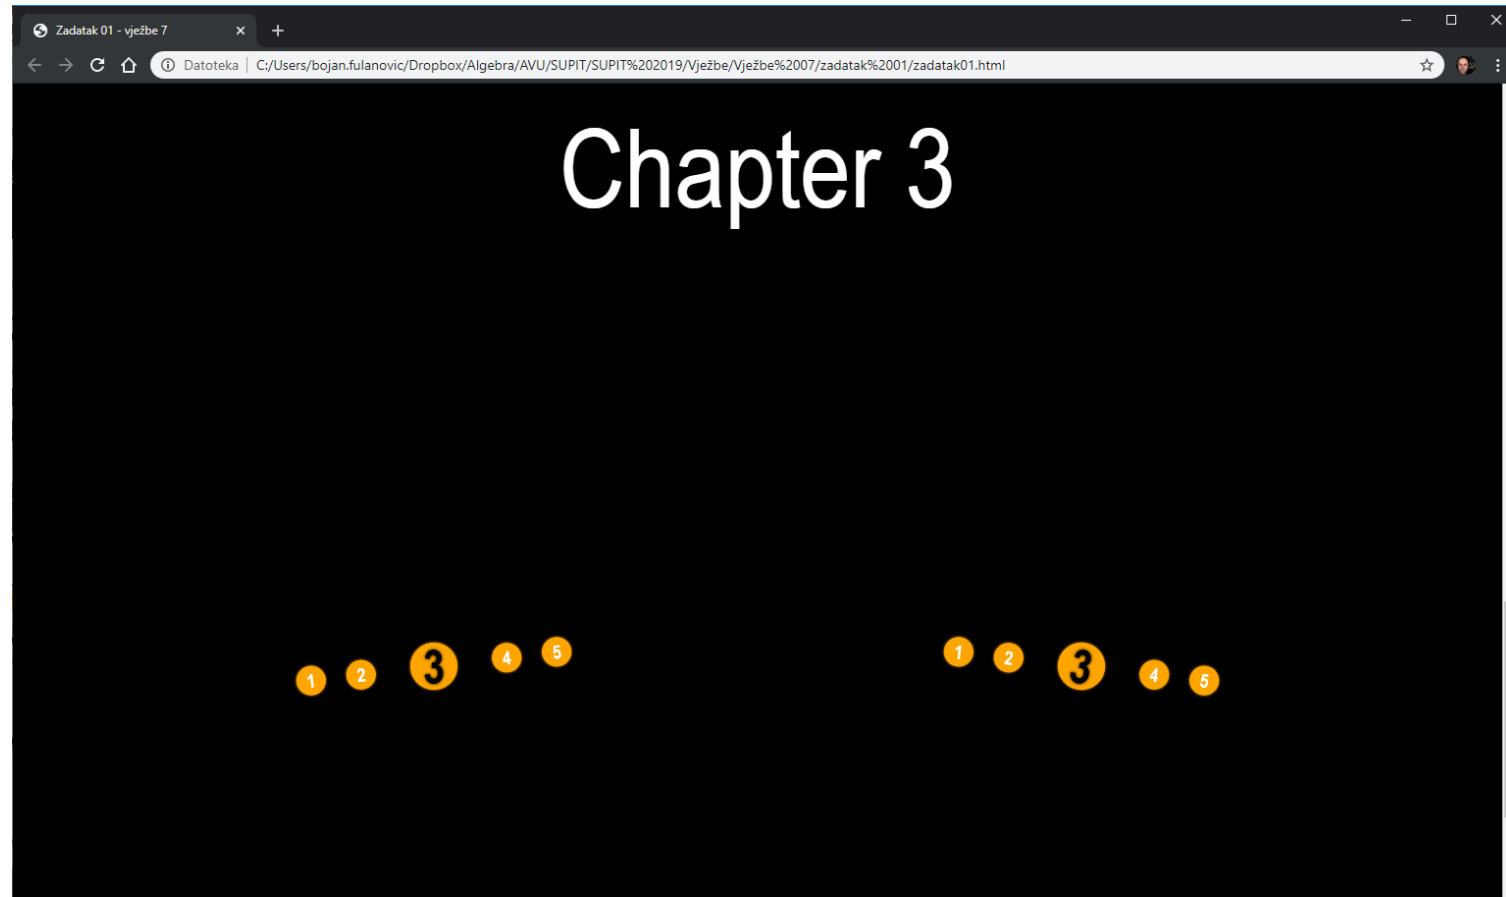 Zadatak 01 - vježbe 7
Datoteka | C:/Users/bojan.fulanovic/Dropbox/Algebra/AVU/SUPIT/SUPIT%202019/Vježbe/Vježbe%2007/zadatak%2001/zadatak01.html
Chapter 3
1 2 3 4 5
1 2 3 4 5